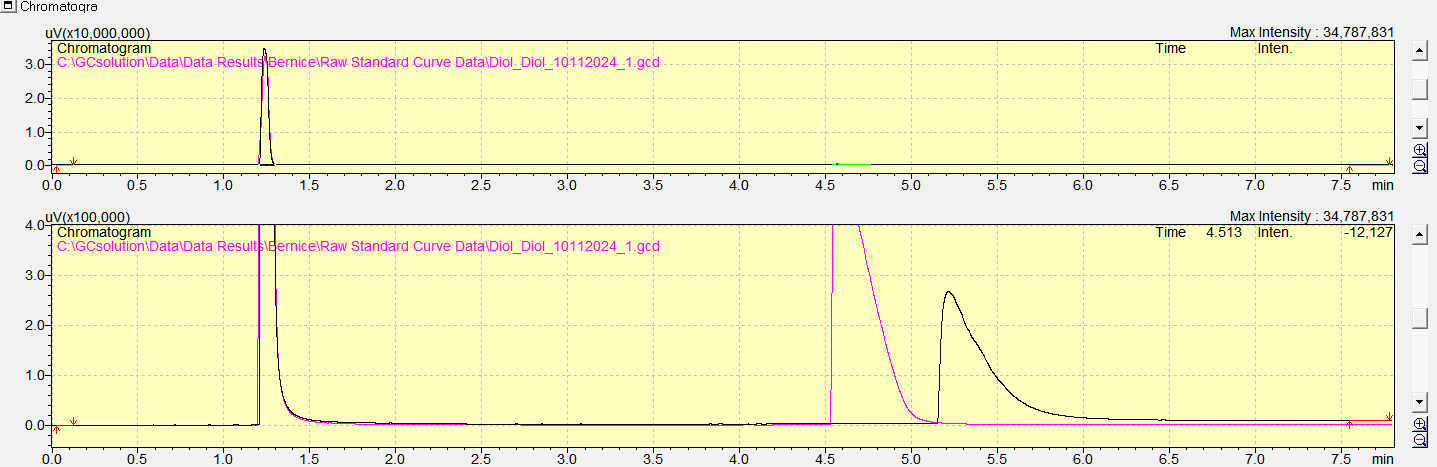 Chromatogra
uV(x10,000,000) Max Intensity : 34,787,831
Chromatogram Time Inten.
C:\GCsolution\Data\Data Results\Bernice\Raw Standard Curve Data\Diol_Diol_10112024_1.gcd
3.0
2.0
1.0
0.0
0.0 0.5 1.0 1.5 2.0 2.5 3.0 3.5 4.0 4.5 5.0 5.5 6.0 6.5 7.0 7.5 min
uV(x100,000) Max Intensity : 34,787,831
4.0
Chromatogram Time 4.513 Inten. -12,127
C:\GCsolution\Data\Data Results\Bernice\Raw Standard Curve Data\Diol_Diol_10112024_1.gcd
3.0
2.0
1.0
0.0
0.0 0.5 1.0 1.5 2.0 2.5 3.0 3.5 4.0 4.5 5.0 5.5 6.0 6.5 7.0 7.5 min